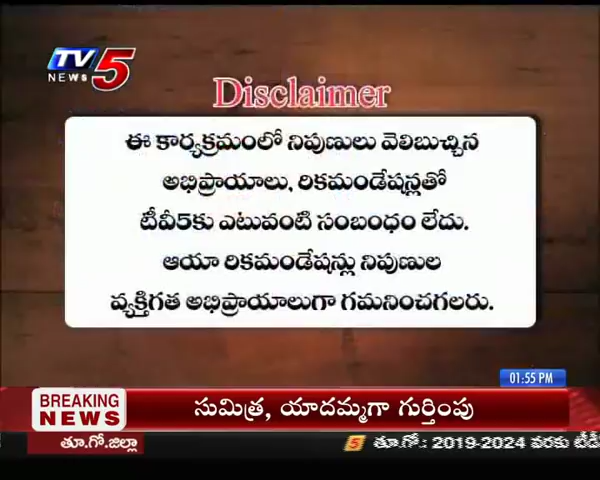 TV5
NEWS
Disclaimer
ఈ కార్యక్రమంలో నిపుణులు వెలిబుచ్చిన
అభిప్రాయాలు, రికమండేషన్లతో
టీవీ5కు ఎటువంటి సంబంధం లేదు.
ఆయా రికమండేషన్లు నిపుణుల
వ్యక్తిగత అభిప్రాయాలుగా గమనించగలరు.
01:55 PM
BREAKING
NEWS
సుమిత్ర, యాదమ్మగా గుర్తింపు
తూ.గో.జిల్లా
5 తూ.గో.: 2019-2024 వరకు టీడీ